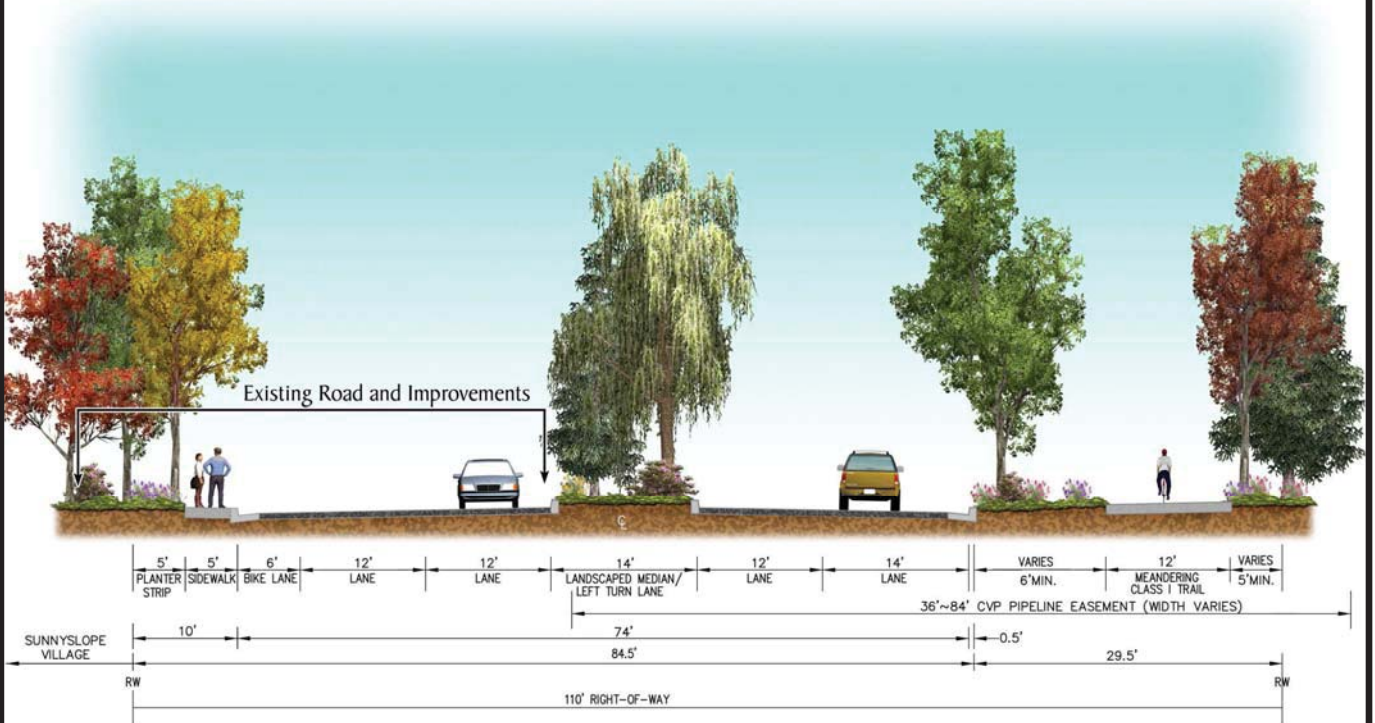 Existing Road and Improvements
℄
5' 5' 6' 12' 12' 14' 12' 14' VARIES 12' VARIES
PLANTER STRIP
SIDEWALK
BIKE LANE
LANE
LANE
LANDSCAPED MEDIAN/
LEFT TURN LANE
LANE
LANE
6'MIN.
MEANDERING
CLASS I TRAIL
5'MIN.
36'~84' CVP PIPELINE EASEMENT (WIDTH VARIES)
10' 74' 0.5'
SUNNYSLOPE
VILLAGE
84.5' 29.5'
RW RW
110' RIGHT-OF-WAY